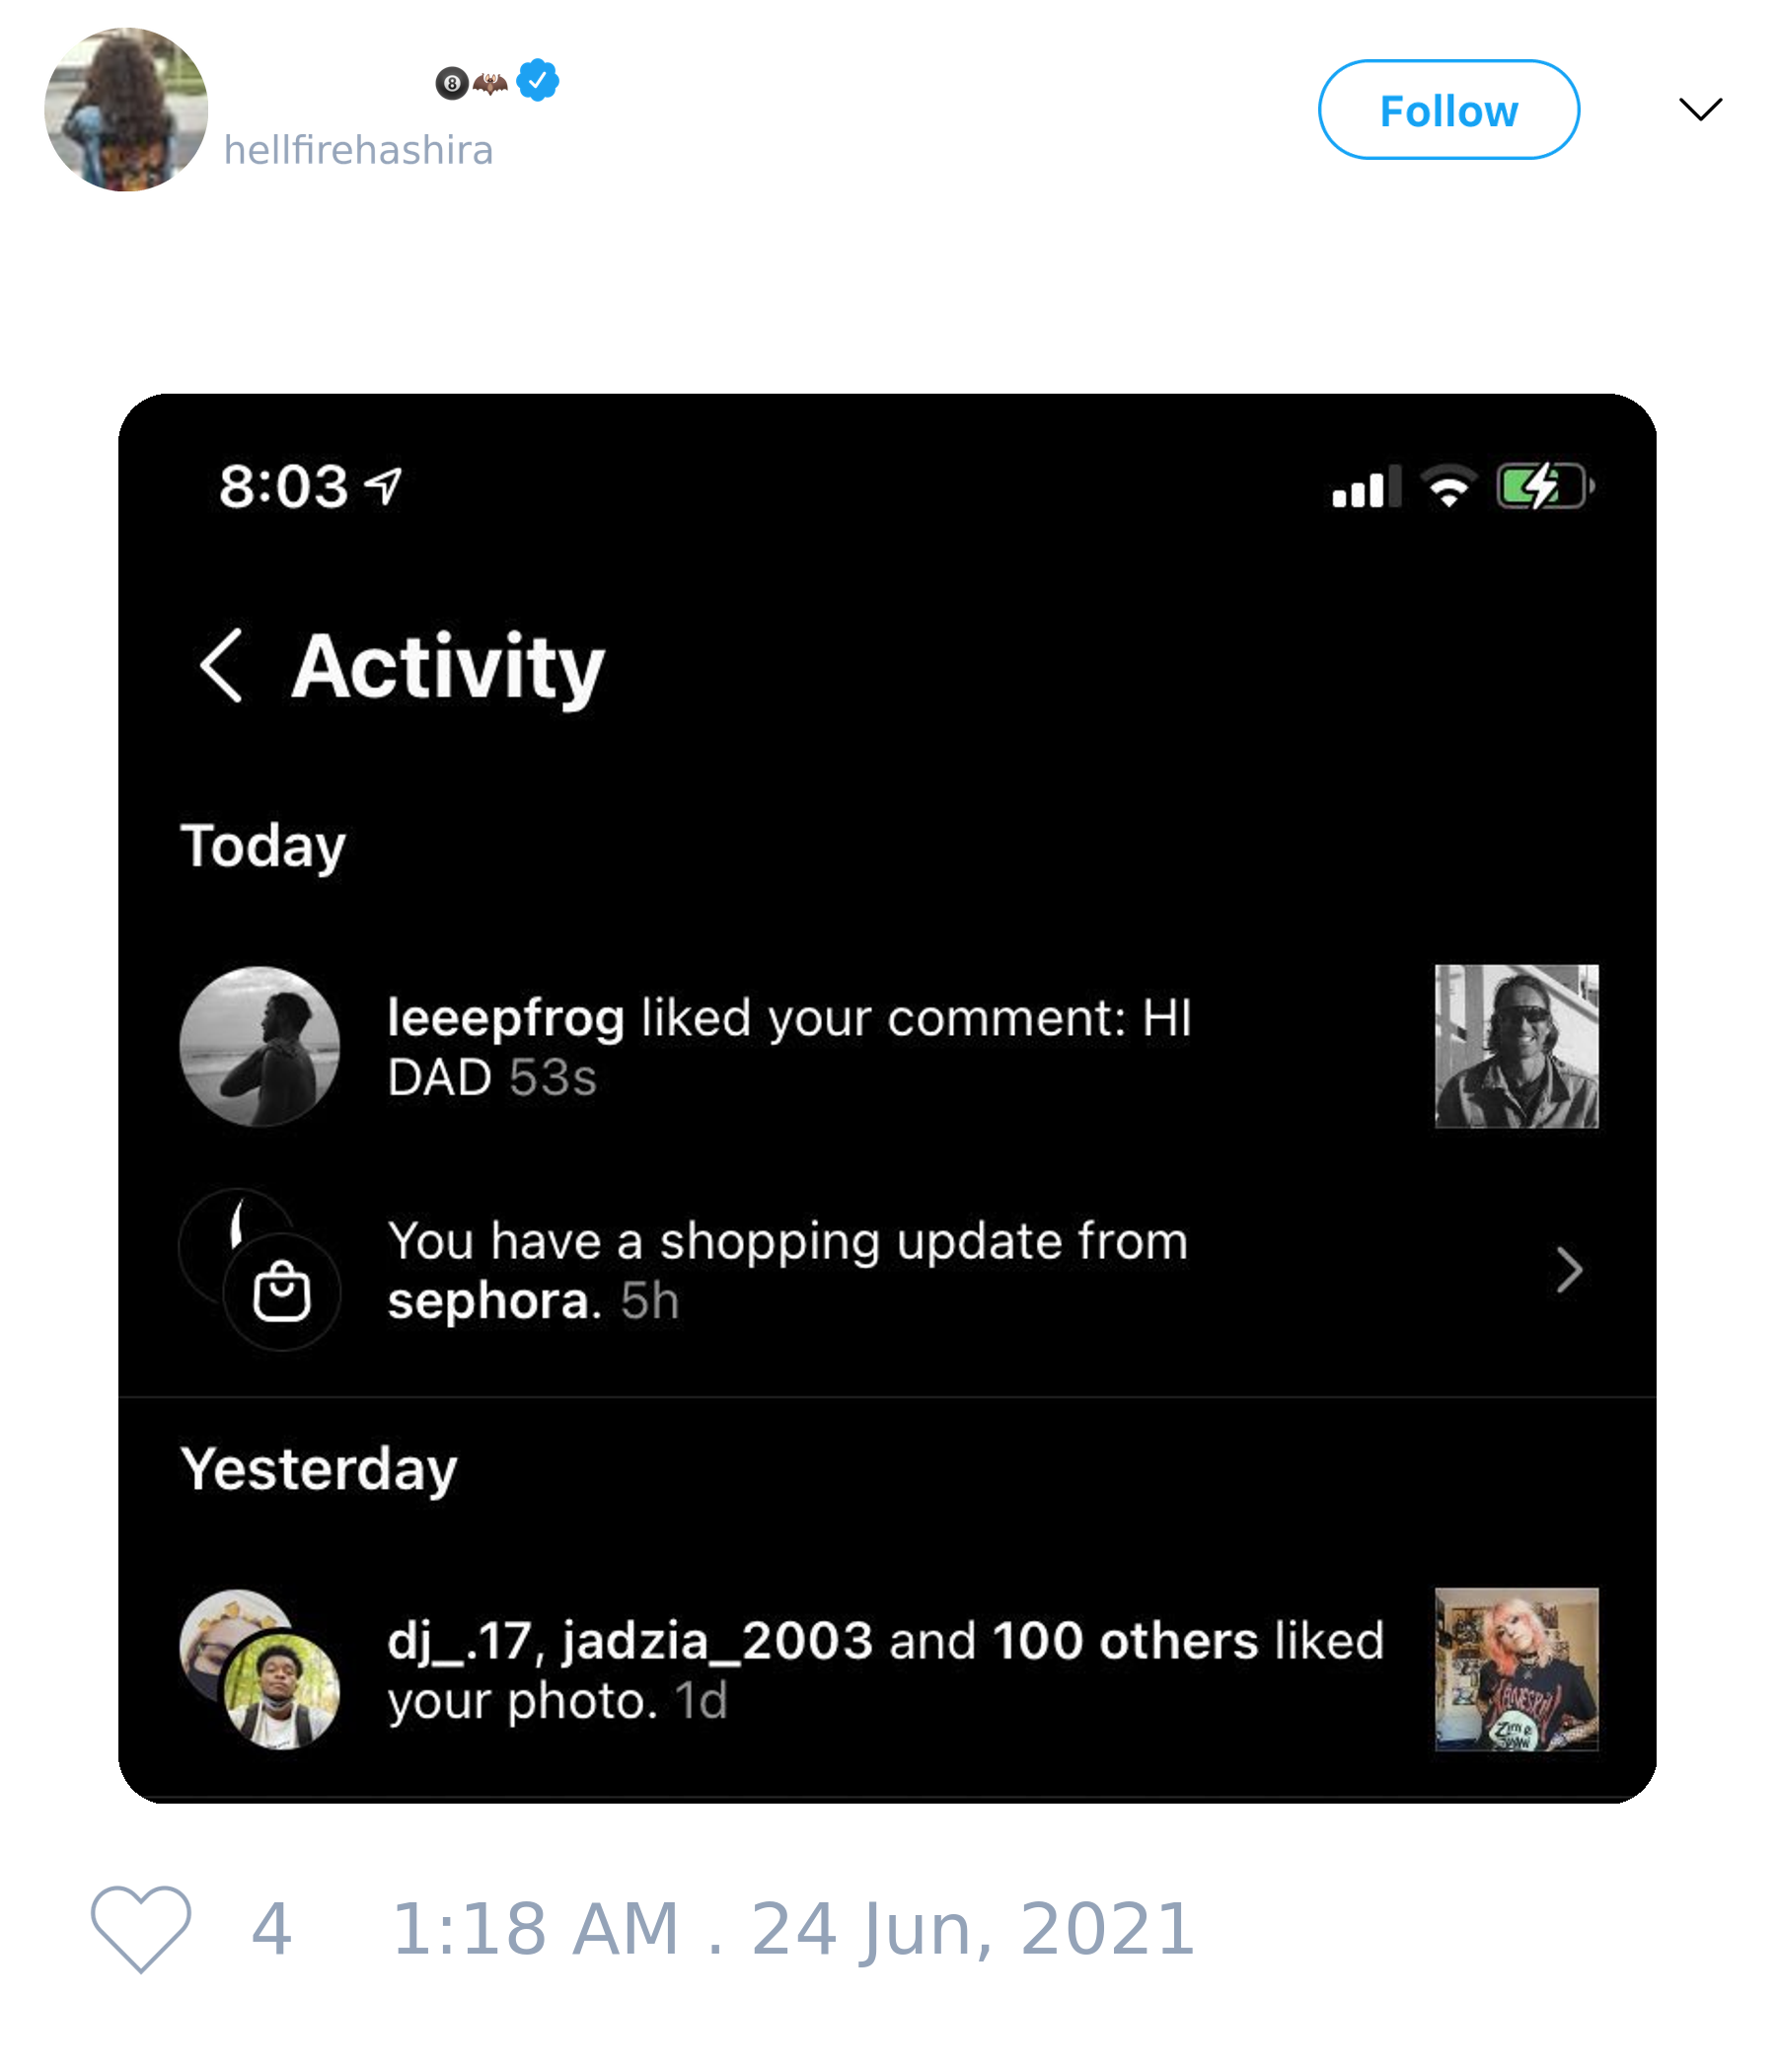 hellfirehashira
Follow
8:03
Activity
Today
leeepfrog liked your comment: HI
DAD 53s
You have a shopping update from
sephora. 5h
Yesterday
dj_.17, jadzia_2003 and 100 others liked
your photo. 1d
4 1:18 AM . 24 Jun, 2021